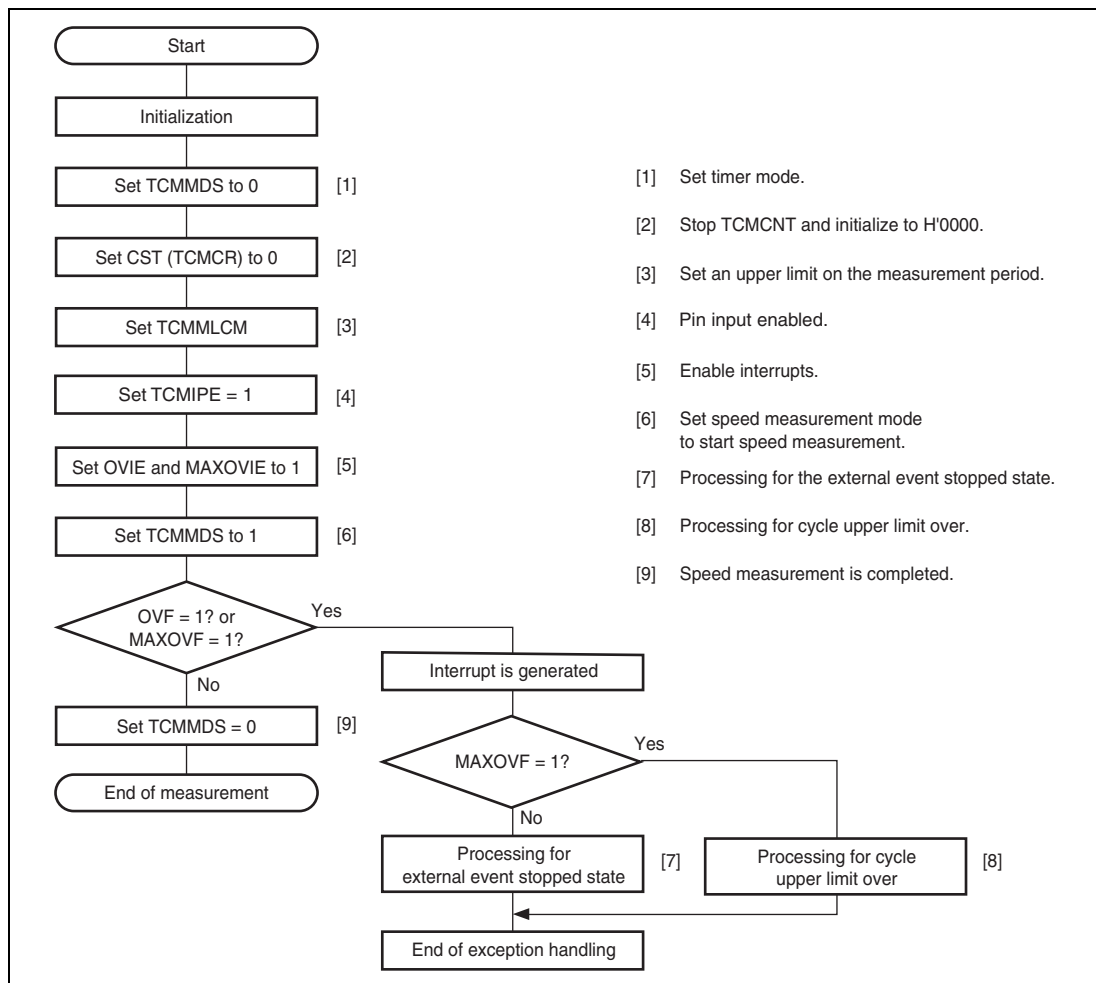 Start
Initialization
Set TCMMDS to 0
[1]
Set CST (TCMCR) to 0
[2]
Set TCMMLCM
[3]
Set TCMIPE = 1
[4]
Set OVIE and MAXOVIE to 1
[5]
Set TCMMDS to 1
[6]
OVF = 1? or
MAXOVF = 1?
Yes
No
Set TCMMDS = 0
[9]
End of measurement
Interrupt is generated
MAXOVF = 1?
Yes
No
Processing for
external event stopped state
[7]
Processing for cycle
upper limit over
[8]
End of exception handling
[1] Set timer mode.
[2] Stop TCMCNT and initialize to H'0000.
[3] Set an upper limit on the measurement period.
[4] Pin input enabled.
[5] Enable interrupts.
[6] Set speed measurement mode
to start speed measurement.
[7] Processing for the external event stopped state.
[8] Processing for cycle upper limit over.
[9] Speed measurement is completed.